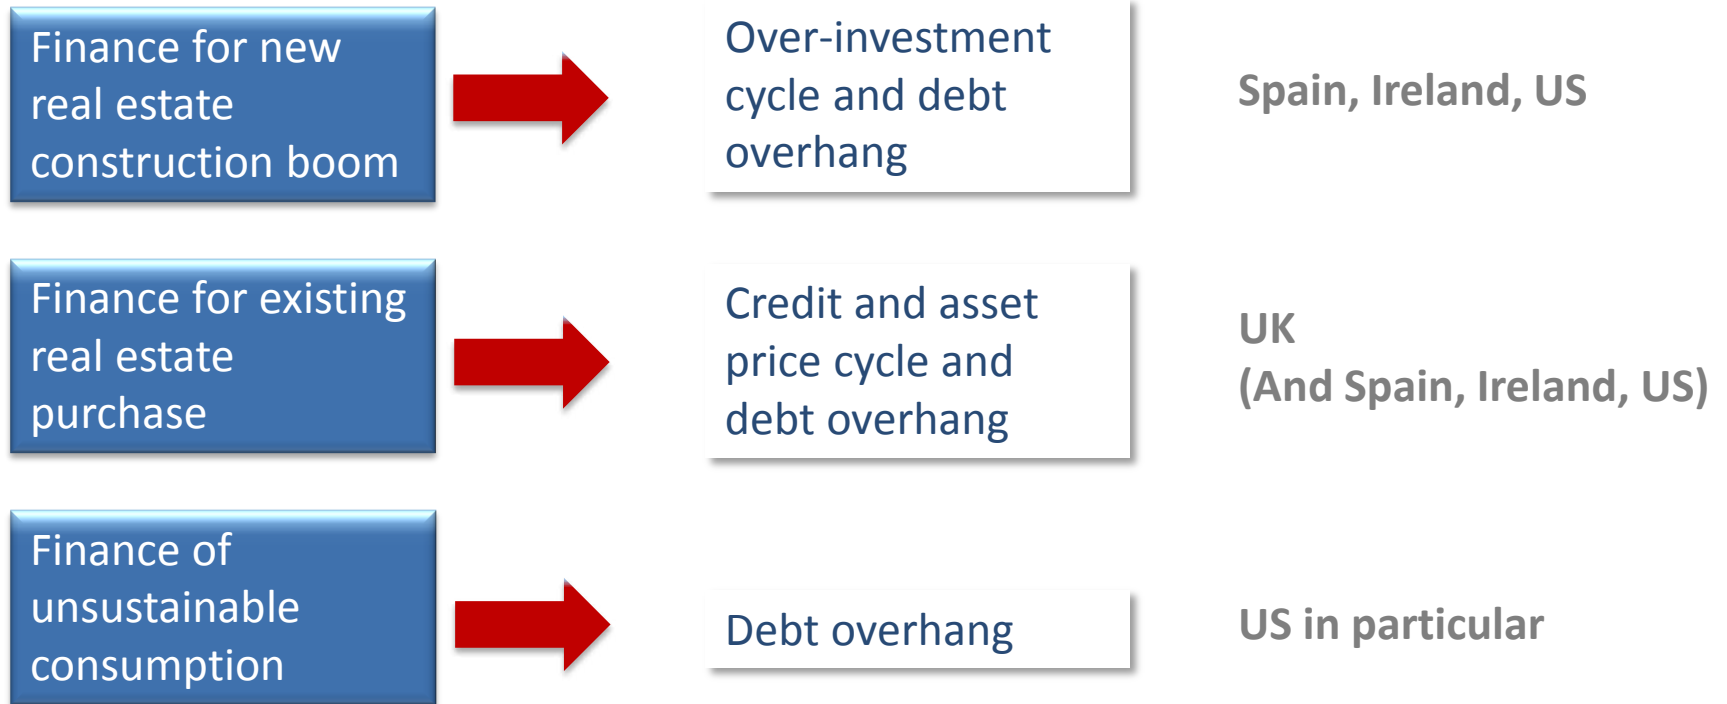 Finance for new
real estate
construction boom
Over-investment
cycle and debt
overhang
Spain, Ireland, US
Finance for existing
real estate
purchase
Credit and asset
price cycle and
debt overhang
UK
(And Spain, Ireland, US)
Finance of
unsustainable
consumption
Debt overhang
US in particular